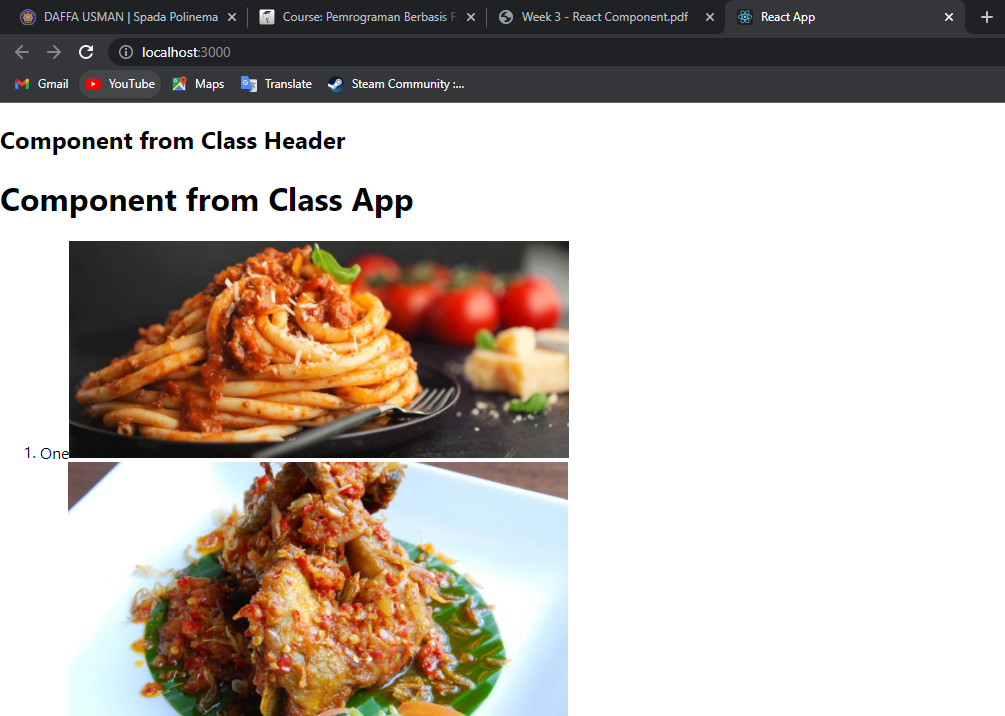 DAFFA USMAN | Spada Polinema
Course: Pemrograman Berbasis F
Week 3 - React Component.pdf
React App
localhost:3000
Gmail
YouTube
Maps
Translate
Steam Community :...
Component from Class Header
Component from Class App
1. One